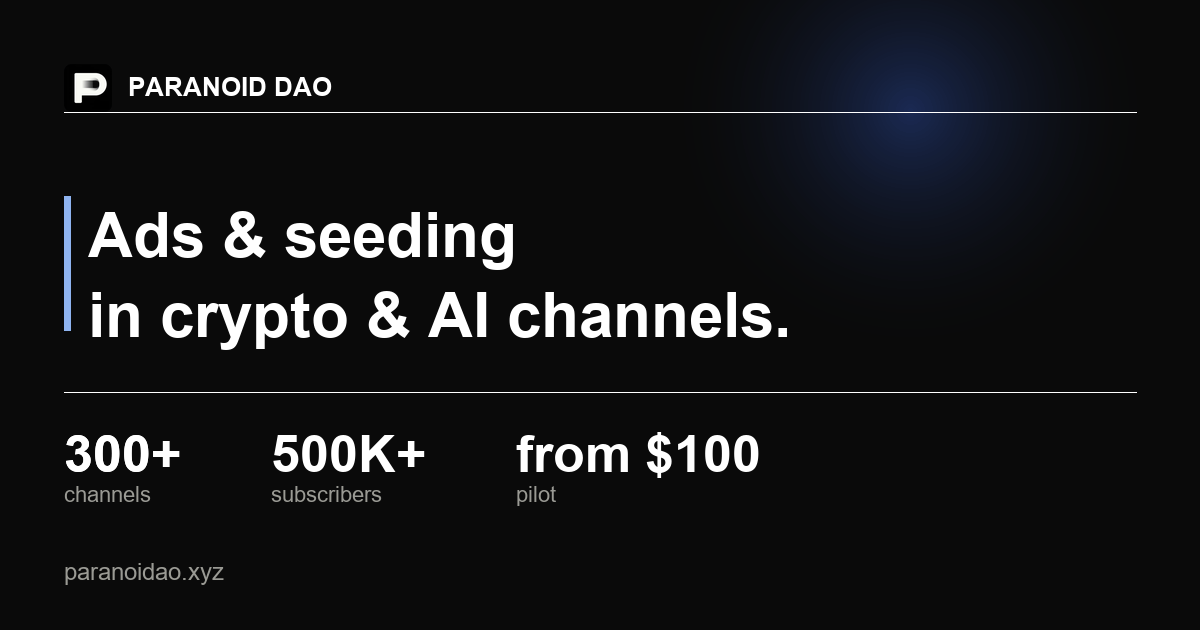 PARANOID DAO
Ads & seeding
in crypto & AI channels.
300+ 500K+ from $100
channels subscribers pilot
paranoidao.xyz